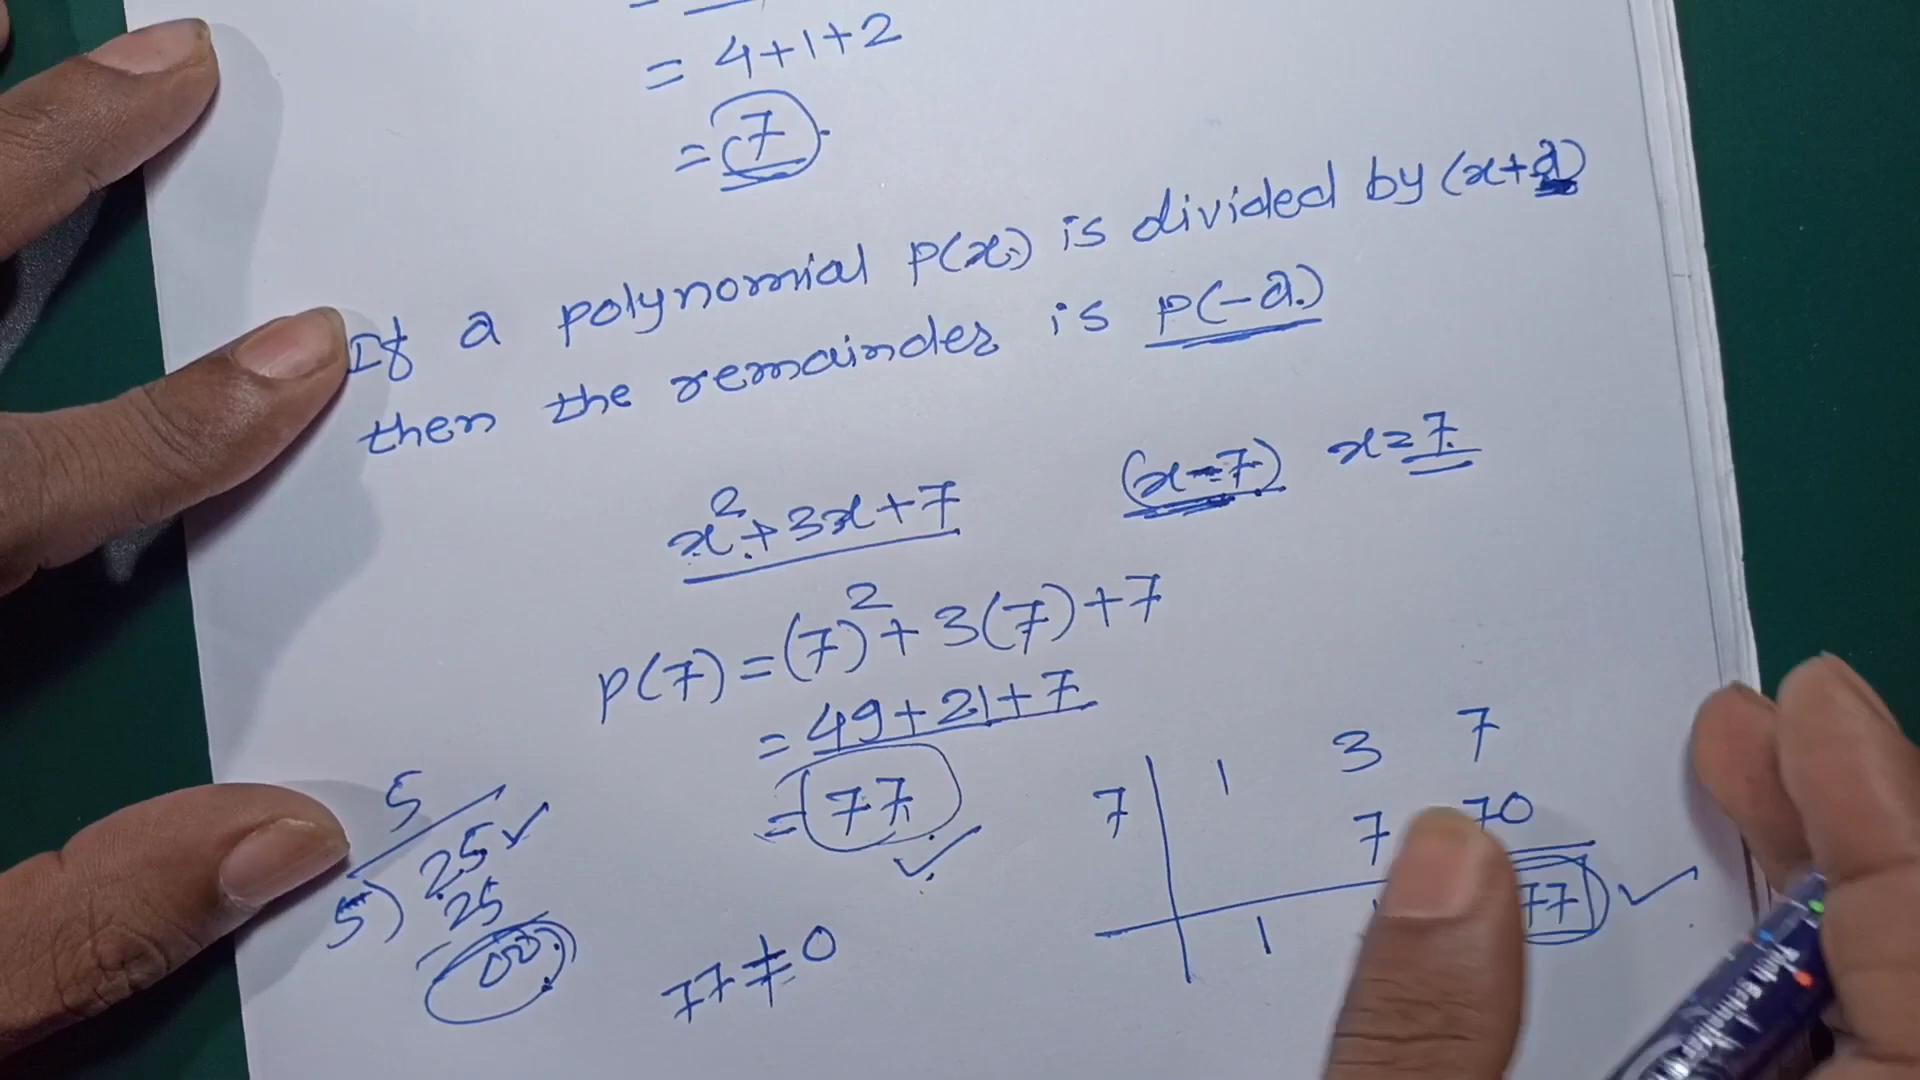 = 4+1+2
= 7
If a polynomial p(x) is divided by (x+a)
then the remainder is p(-a)
x²+3x+7 (x-7) x=7
p(7) = (7)²+3(7)+7
= 49+21+7
= 77
5
5) 25
25
00
77≠0
7 | 1 3 7
7 70
1 77